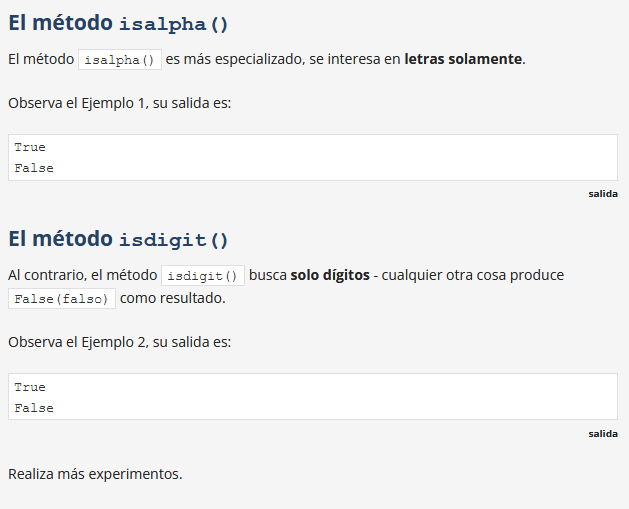 El método isalpha()
El método isalpha() es más especializado, se interesa en letras solamente.
Observa el Ejemplo 1, su salida es:
True
False
salida
El método isdigit()
Al contrario, el método isdigit() busca solo dígitos - cualquier otra cosa produce
False(falso) como resultado.
Observa el Ejemplo 2, su salida es:
True
False
salida
Realiza más experimentos.